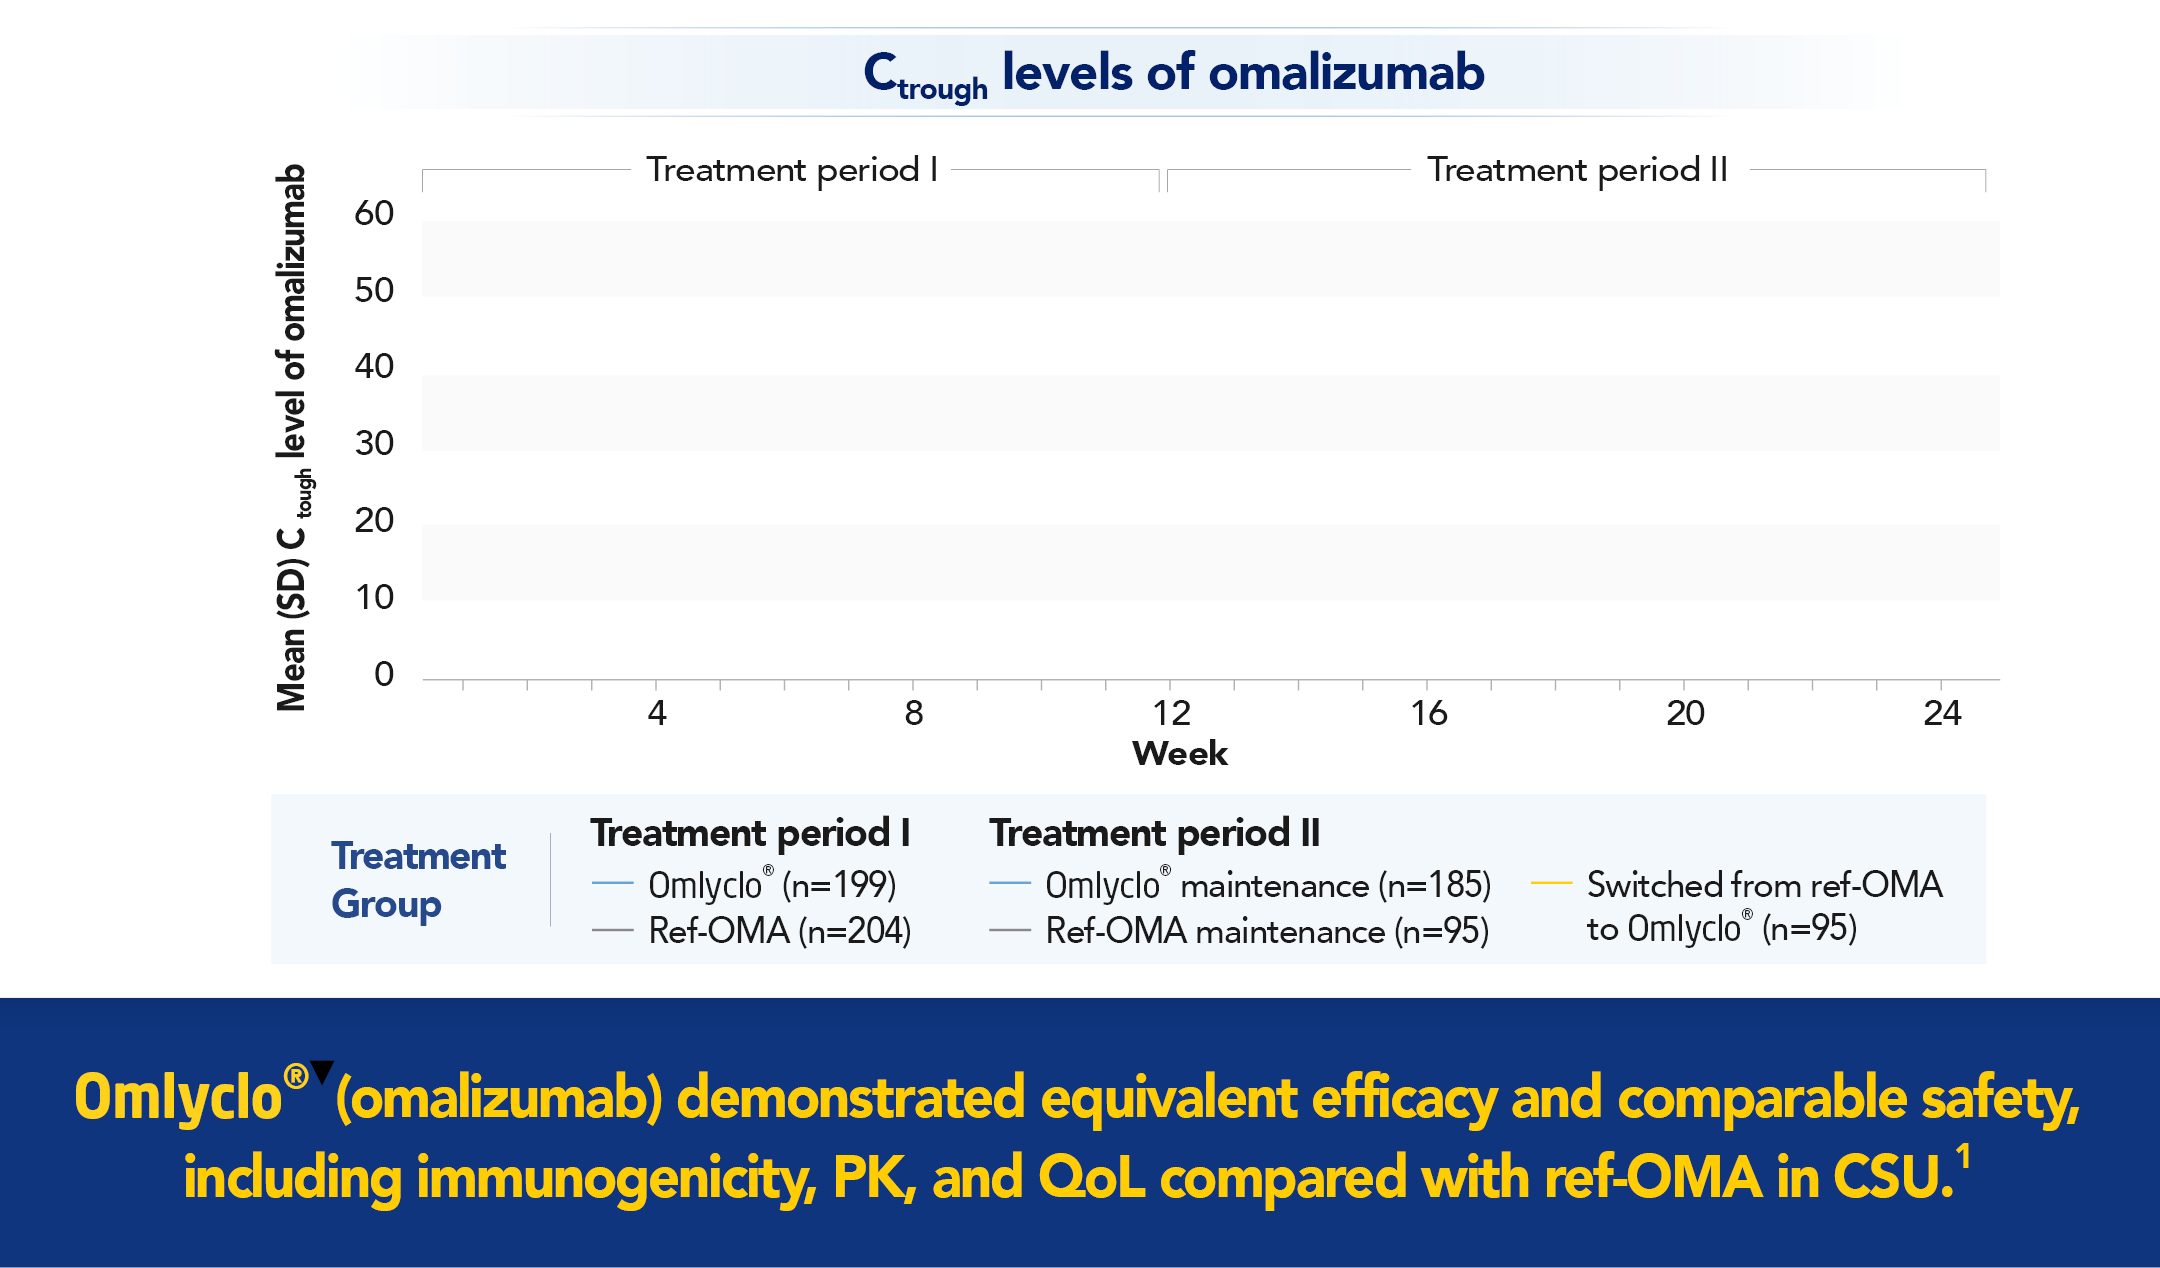 Ctrough levels of omalizumab
Treatment period I
Treatment period II
Mean (SD) C tough level of omalizumab
60
50
40
30
20
10
0
4 8 12 16 20 24
Week
Treatment
Group
Treatment period I
Omlyclo® (n=199)
Ref-OMA (n=204)
Treatment period II
Omlyclo® maintenance (n=185)
Ref-OMA maintenance (n=95)
Switched from ref-OMA
to Omlyclo® (n=95)
Omlyclo®▼(omalizumab) demonstrated equivalent efficacy and comparable safety,
including immunogenicity, PK, and QoL compared with ref-OMA in CSU.1